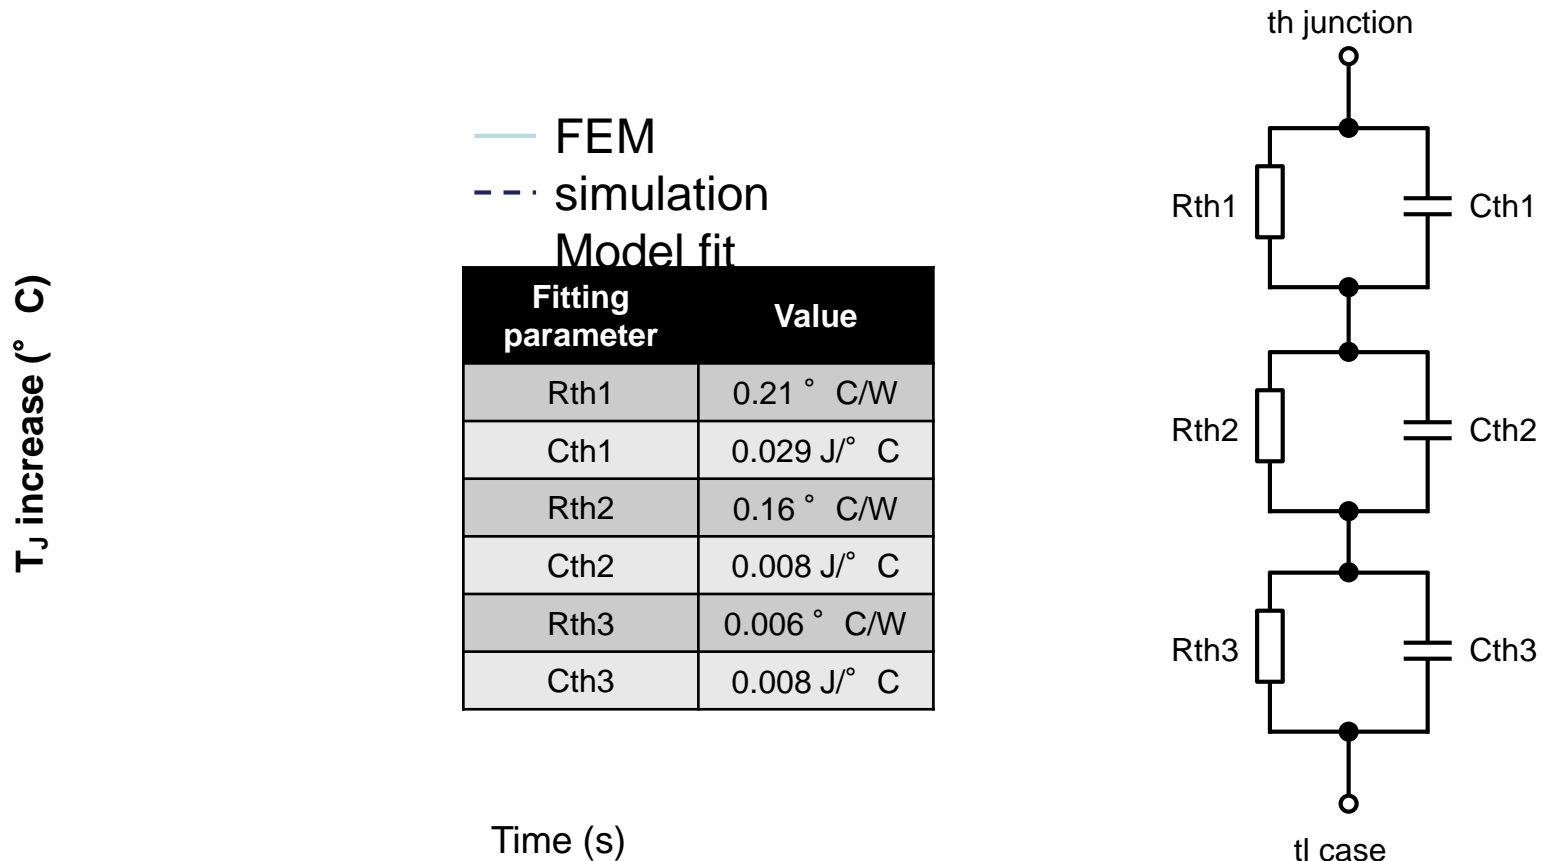 th junction
FEM
simulation
Model fit
Rth1 Cth1
T_J increase (° C)
Fitting parameter Value
Rth1 0.21 ° C/W
Cth1 0.029 J/° C
Rth2 0.16 ° C/W
Cth2 0.008 J/° C
Rth3 0.006 ° C/W
Cth3 0.008 J/° C
Rth2 Cth2
Rth3 Cth3
Time (s)
tl case